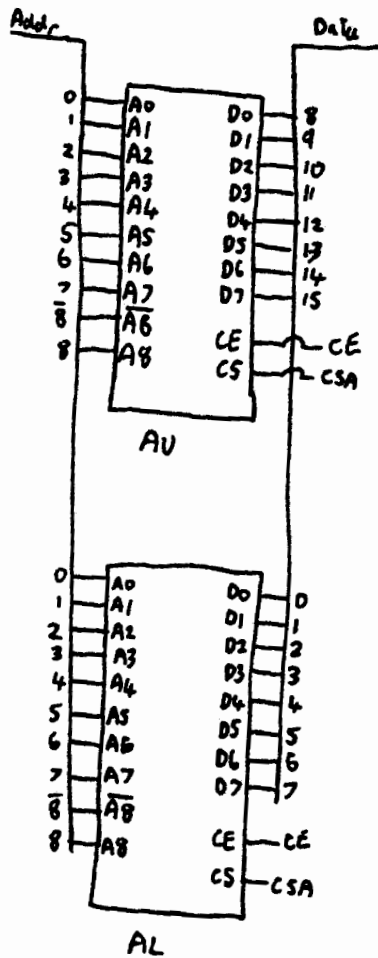 Addr Data
0 A0 D0 8
1 A1 D1 9
2 A2 D2 10
3 A3 D3 11
4 A4 D4 12
5 A5 D5 13
6 A6 D6 14
7 A7 D7 15
8̅ A̅8̅ CE CE
8 A8 CS CSA
AU
0 A0 D0 0
1 A1 D1 1
2 A2 D2 2
3 A3 D3 3
4 A4 D4 4
5 A5 D5 5
6 A6 D6 6
7 A7 D7 7
8̅ A̅8̅ CE CE
8 A8 CS CSA
AL